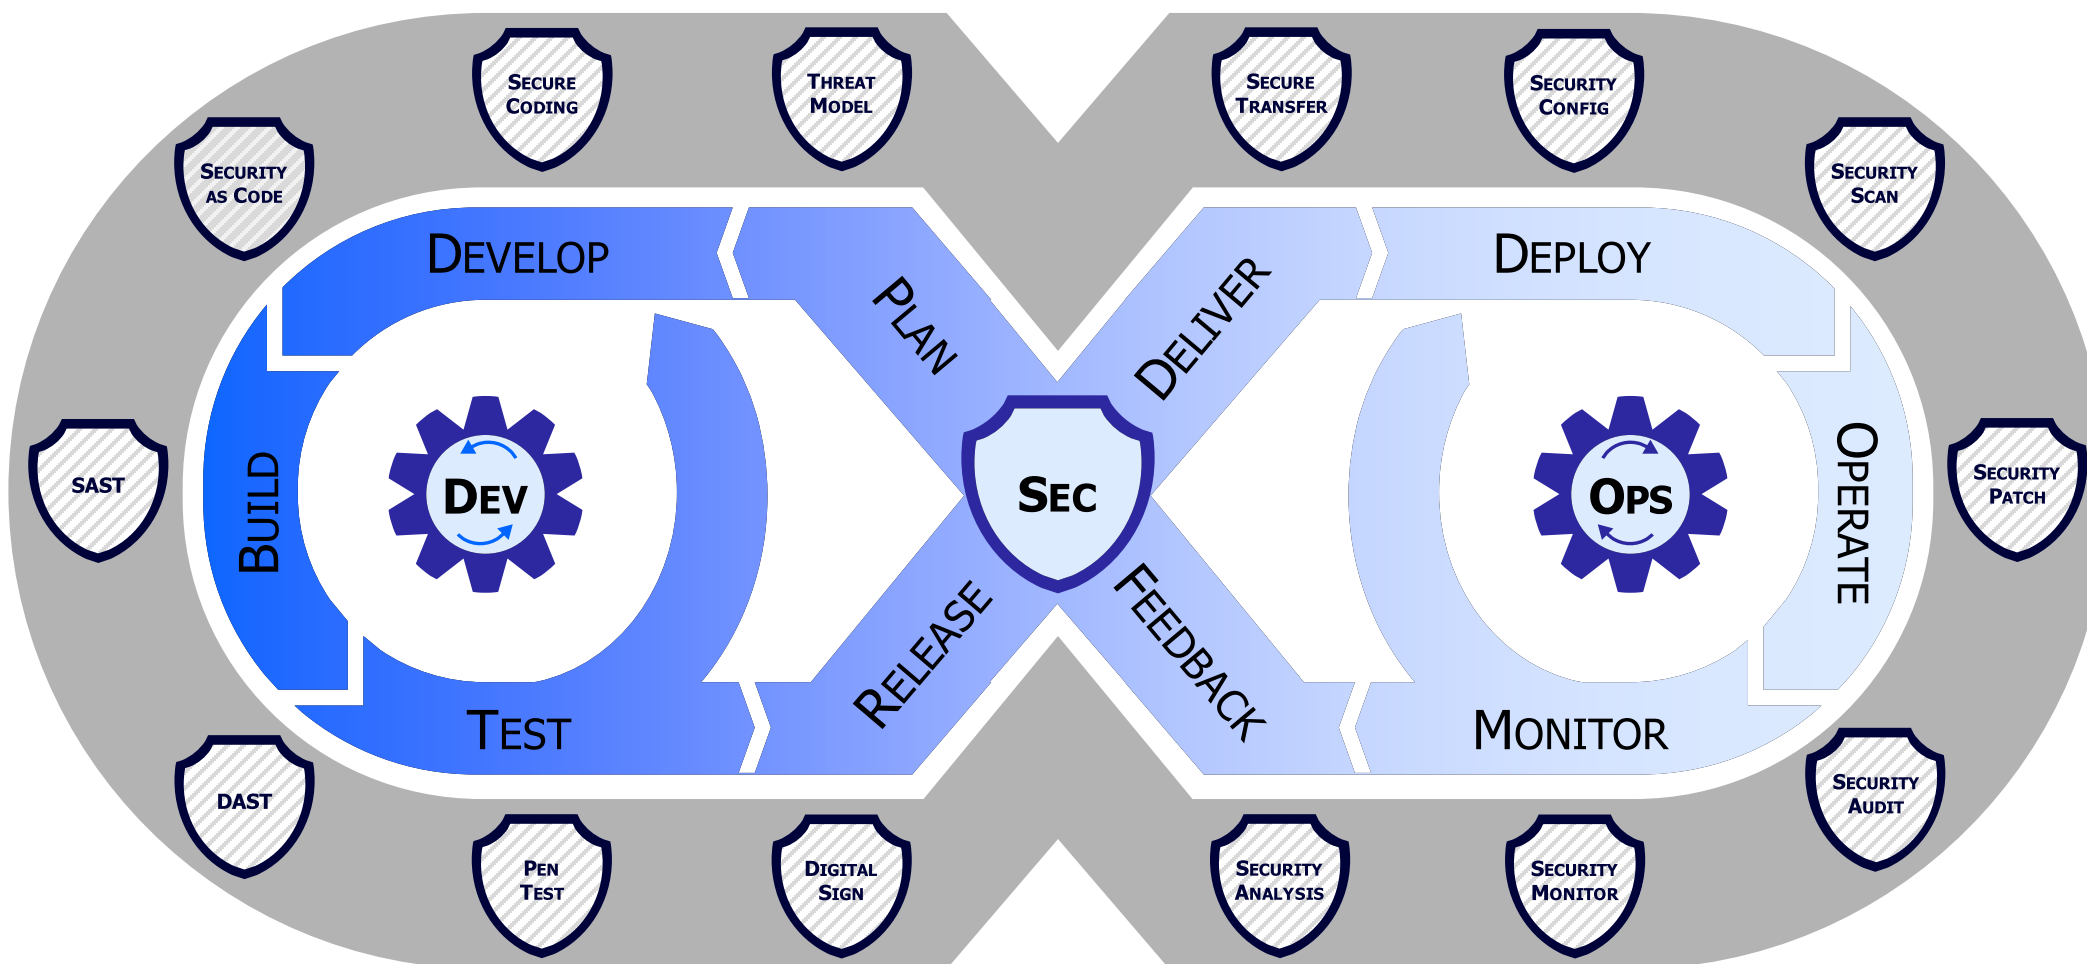 SECURE
CODING
THREAT
MODEL
SECURE
TRANSFER
SECURITY
CONFIG
SECURITY
AS CODE
SECURITY
SCAN
DEVELOP
PLAN
DELIVER
DEPLOY
SAST
BUILD
DEV
SEC
OPS
OPERATE
SECURITY
PATCH
TEST
RELEASE
FEEDBACK
MONITOR
DAST
SECURITY
AUDIT
PEN
TEST
DIGITAL
SIGN
SECURITY
ANALYSIS
SECURITY
MONITOR